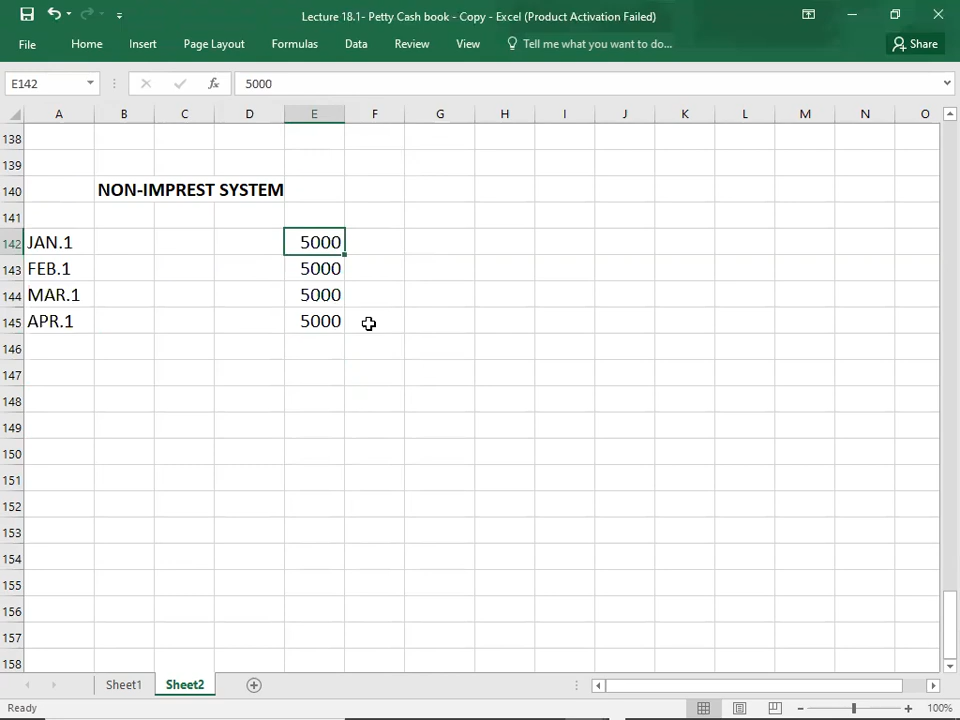 Lecture 18.1- Petty Cash book - Copy - Excel (Product Activation Failed)
File Home Insert Page Layout Formulas Data Review View Tell me what you want to do... Share
E142 fx 5000
A B C D E F G H I J K L M N O
138
139
140 NON-IMPREST SYSTEM
141
142 JAN.1 5000
143 FEB.1 5000
144 MAR.1 5000
145 APR.1 5000
146
147
148
149
150
151
152
153
154
155
156
157
158
Sheet1 Sheet2
Ready 100%